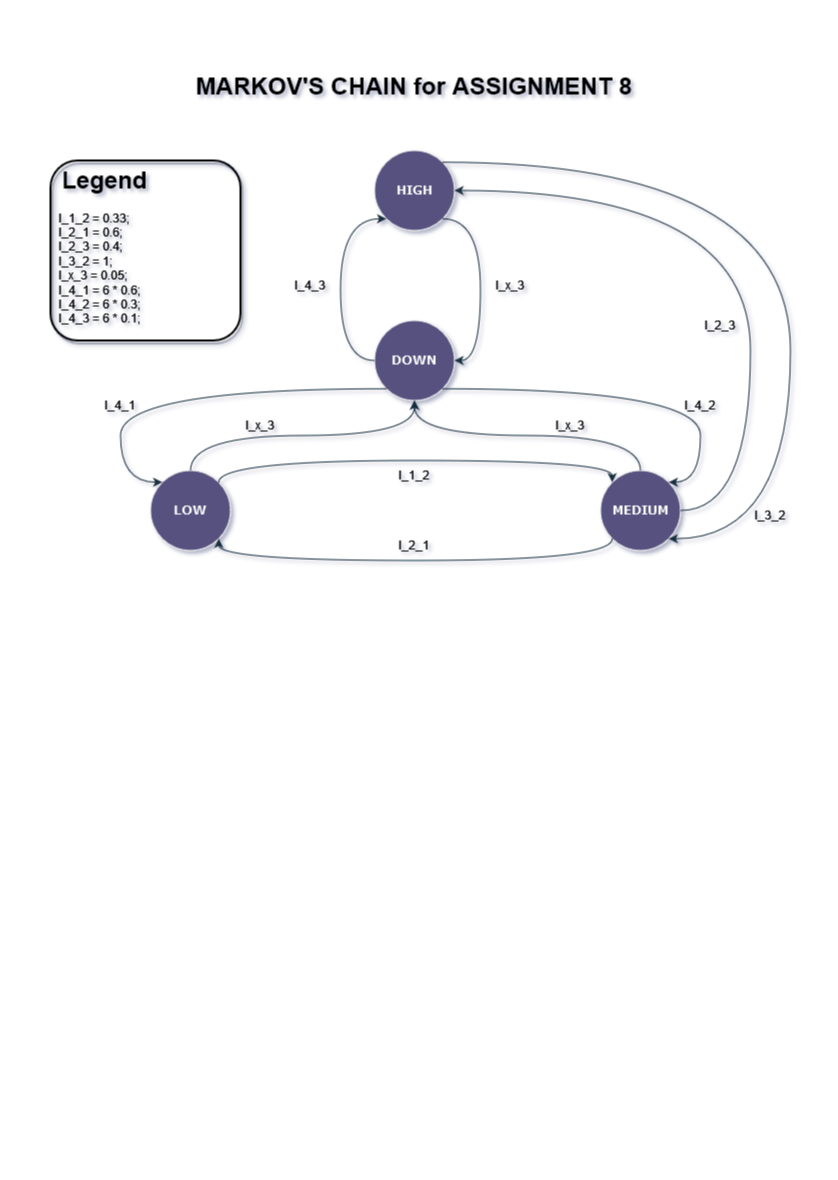 MARKOV'S CHAIN for ASSIGNMENT 8
Legend
l_1_2 = 0.33;
l_2_1 = 0.6;
l_2_3 = 0.4;
l_3_2 = 1;
l_x_3 = 0.05;
l_4_1 = 6 * 0.6;
l_4_2 = 6 * 0.3;
l_4_3 = 6 * 0.1;
HIGH
l_4_3
l_x_3
l_2_3
DOWN
l_4_1
l_4_2
l_x_3
l_x_3
l_1_2
LOW
MEDIUM
l_3_2
l_2_1